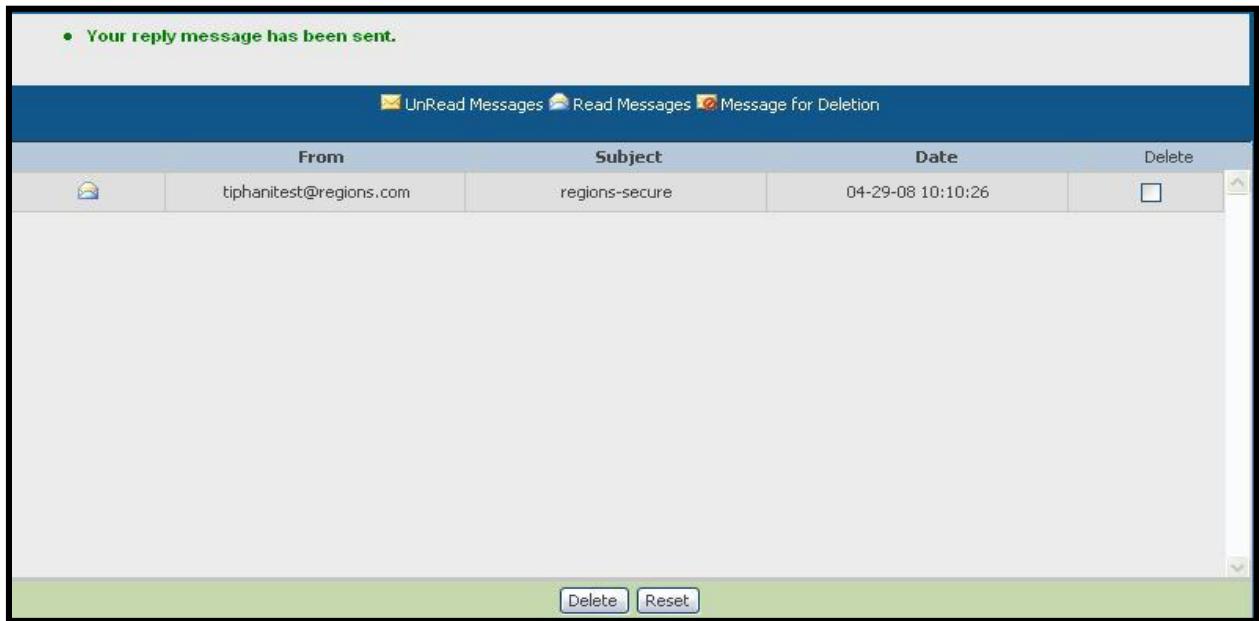 Your reply message has been sent.
UnRead Messages Read Messages Message for Deletion
From Subject Date Delete
tiphanitest@regions.com regions-secure 04-29-08 10:10:26
Delete Reset